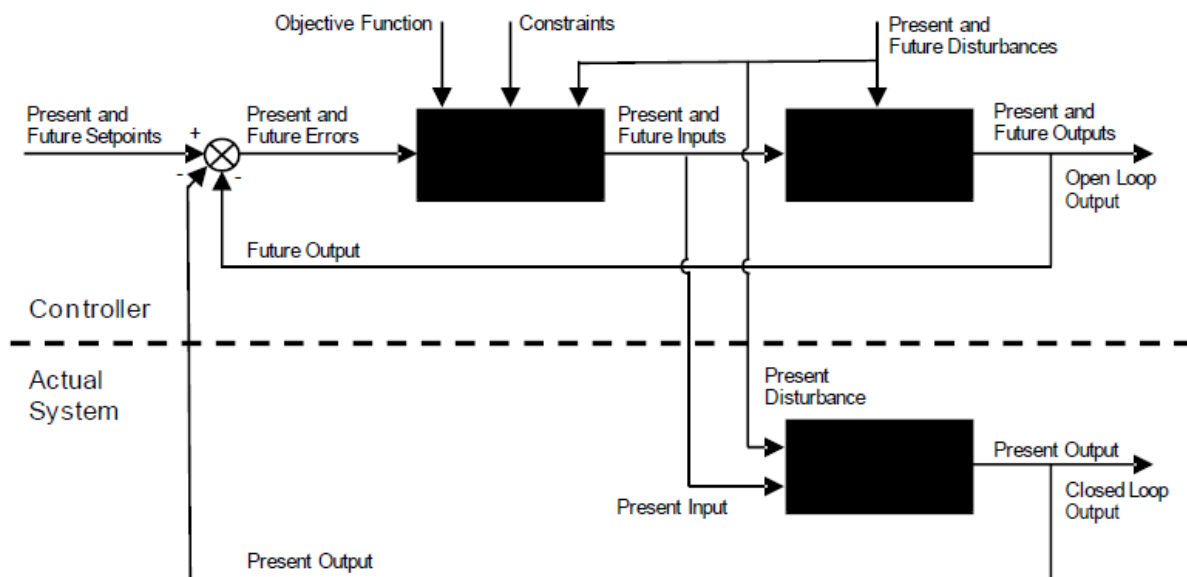 Objective Function
Constraints
Present and
Future Disturbances
Present and
Future Setpoints
+
-
-
Present and
Future Errors
Present and
Future Inputs
Present and
Future Outputs
Open Loop
Output
Future Output
Controller
Actual
System
Present
Disturbance
Present Output
Closed Loop
Output
Present Input
Present Output